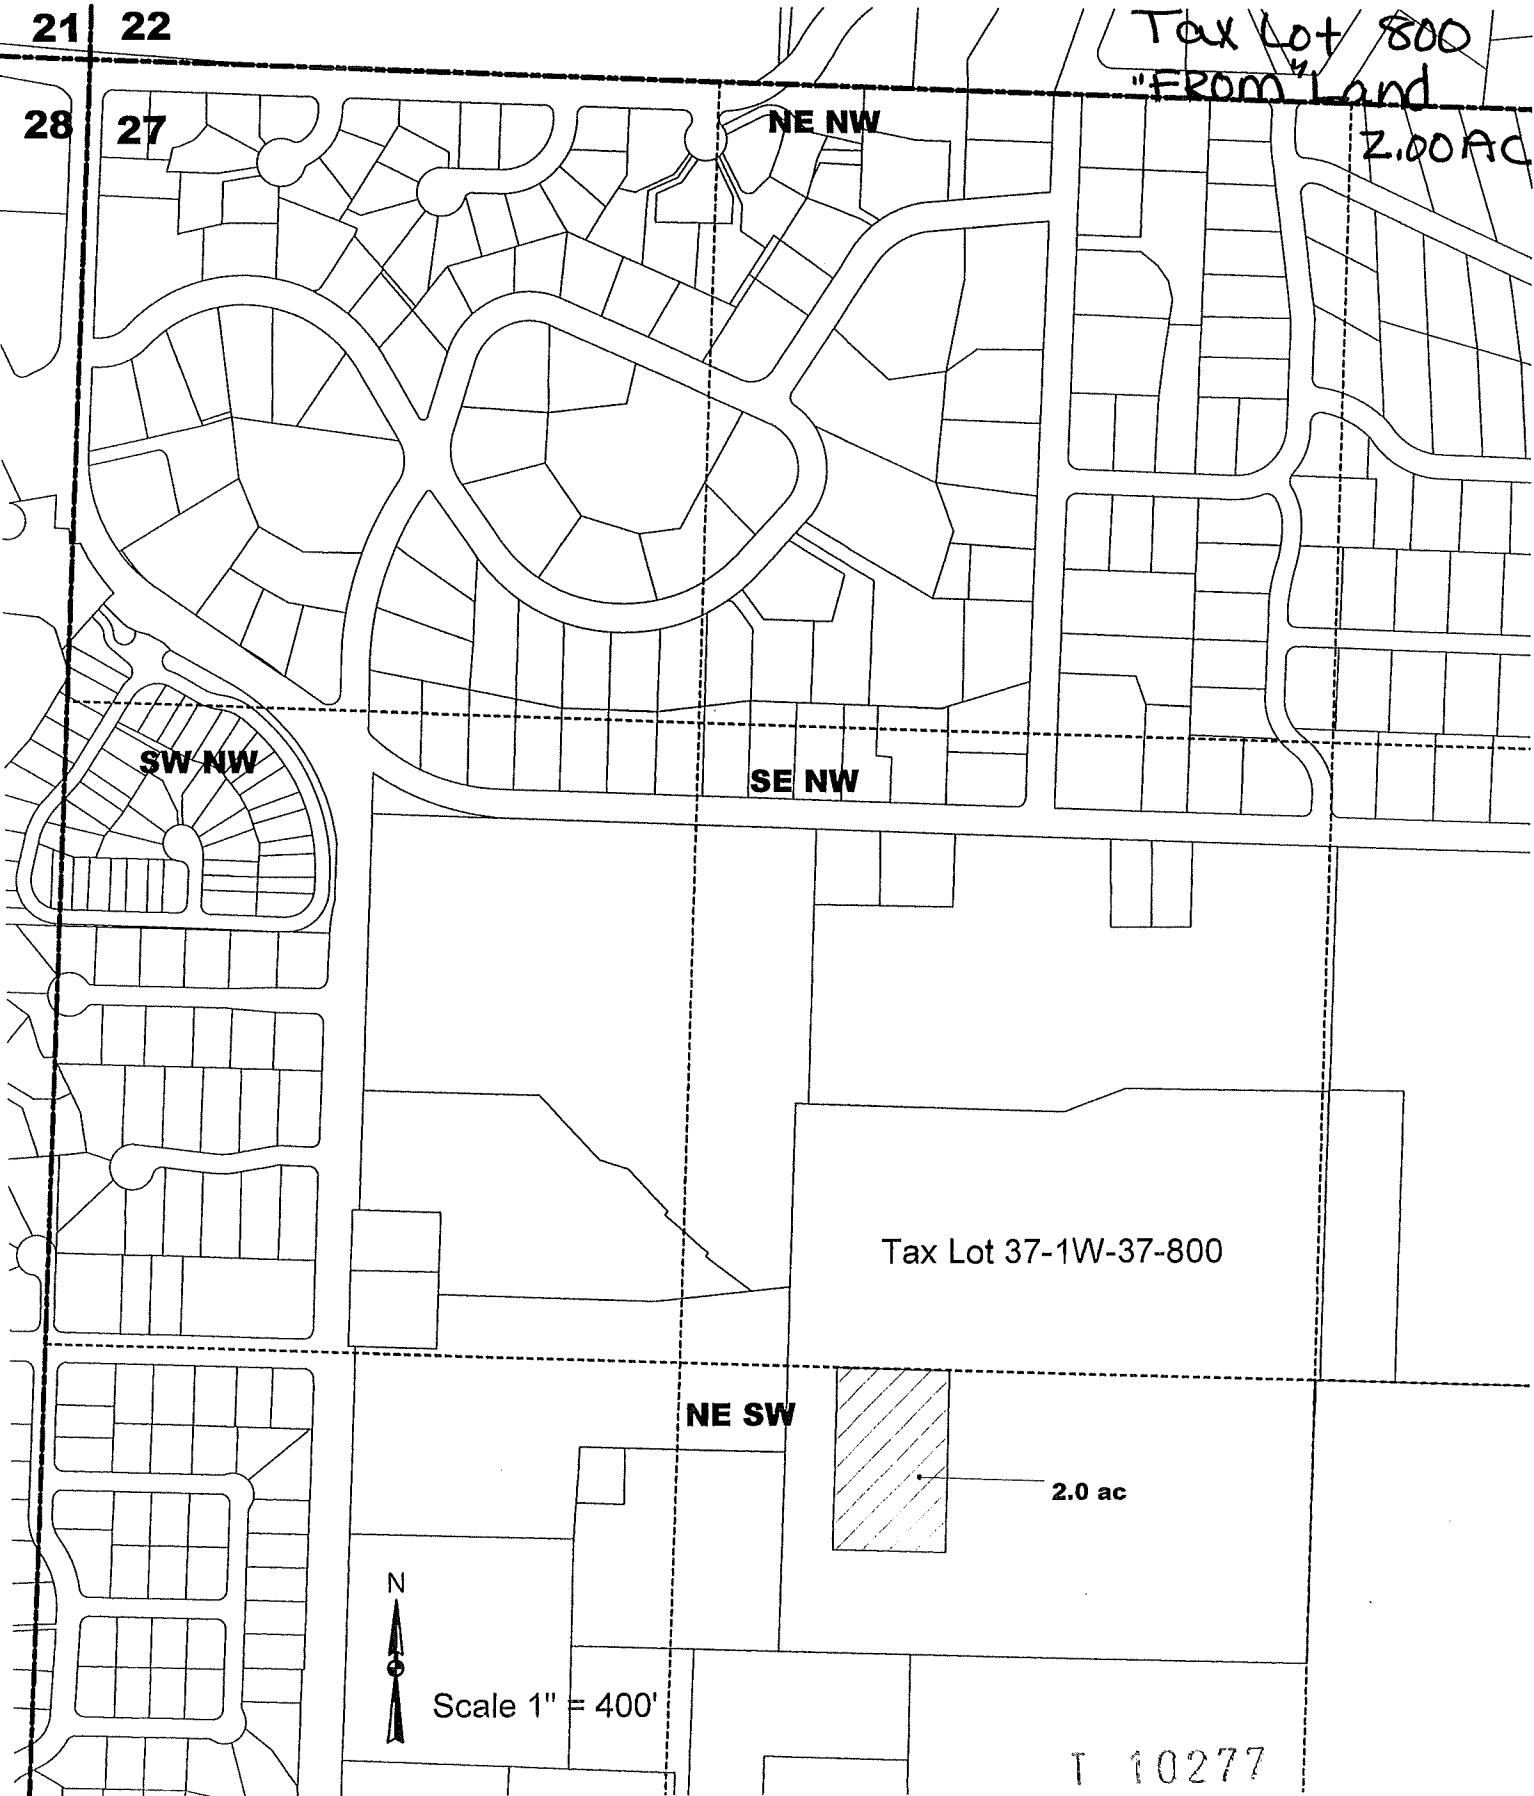 21 22
Tax Lot 800
"FROM" Land
28 27
NE NW
2.00 AC
SW NW
SE NW
Tax Lot 37-1W-37-800
NE SW
2.0 ac
N
Scale 1" = 400'
T 10277